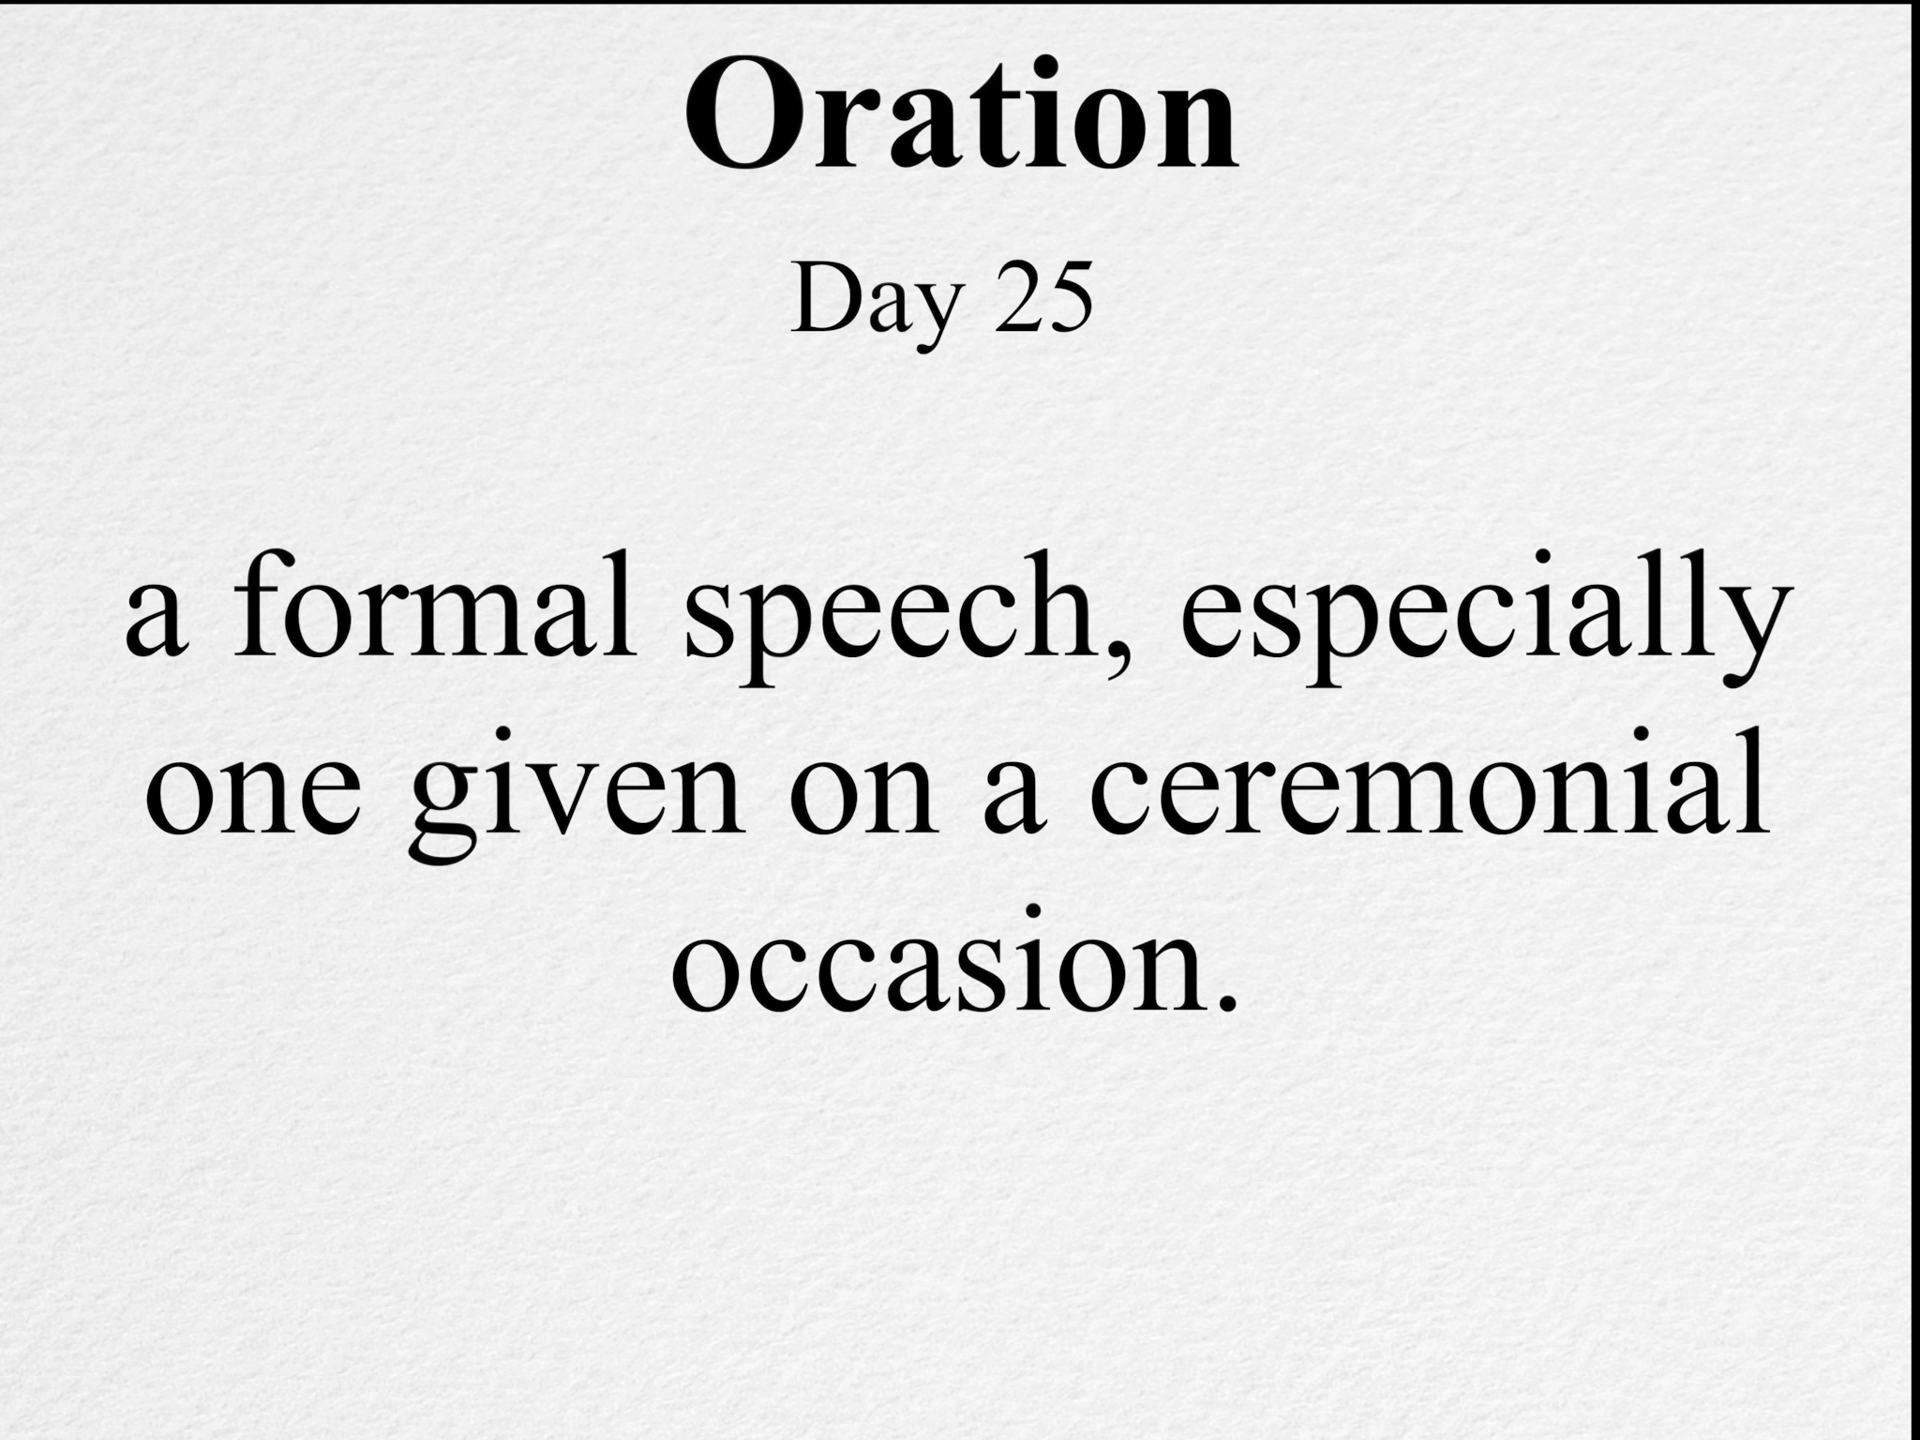 Oration
Day 25
a formal speech, especially
one given on a ceremonial
occasion.